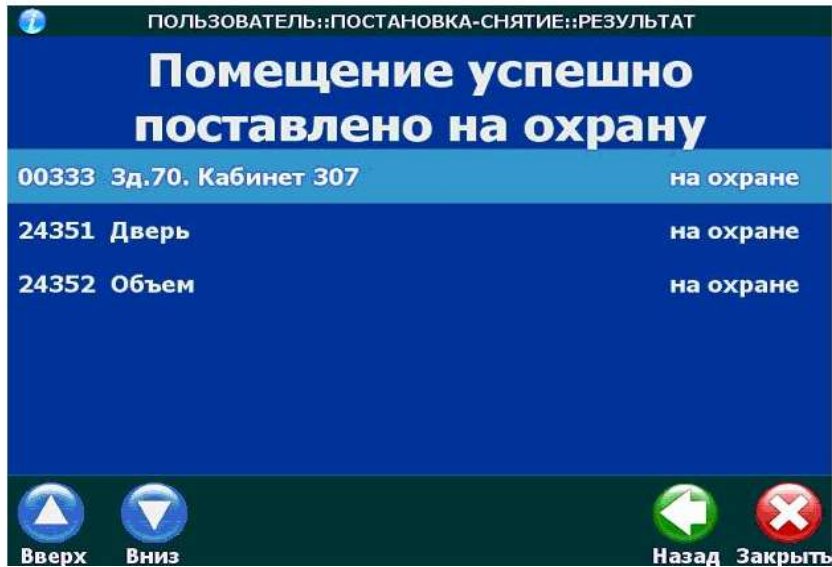 ПОЛЬЗОВАТЕЛЬ::ПОСТАНОВКА-СНЯТИЕ::РЕЗУЛЬТАТ
Помещение успешно
поставлено на охрану
00333 Зд.70. Кабинет 307 на охране
24351 Дверь на охране
24352 Объем на охране
Вверх Вниз Назад Закрыть